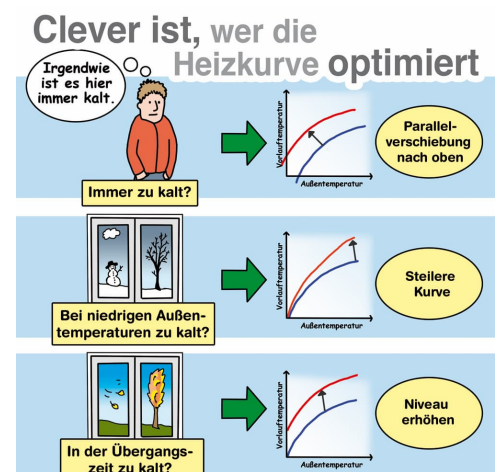 Clever ist, wer die
Heizkurve optimiert
Irgendwie
ist es hier
immer kalt.
Immer zu kalt?
Vorlauftemperatur
Außentemperatur
Parallel-
verschiebung
nach oben
Bei niedrigen Außen-
temperaturen zu kalt?
Vorlauftemperatur
Außentemperatur
Steilere
Kurve
In der Übergangs-
zeit zu kalt?
Vorlauftemperatur
Außentemperatur
Niveau
erhöhen